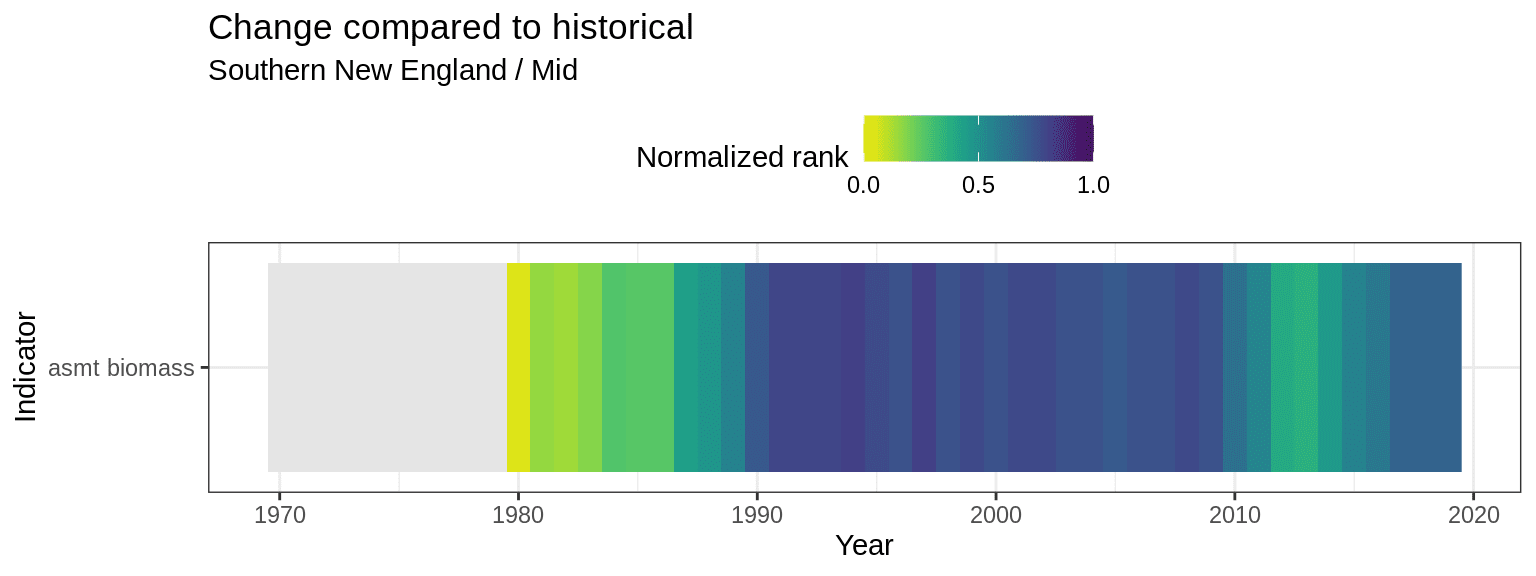 Change compared to historical
Southern New England / Mid
Normalized rank
0.0 0.5 1.0
Indicator
asmt biomass
1970 1980 1990 2000 2010 2020
Year